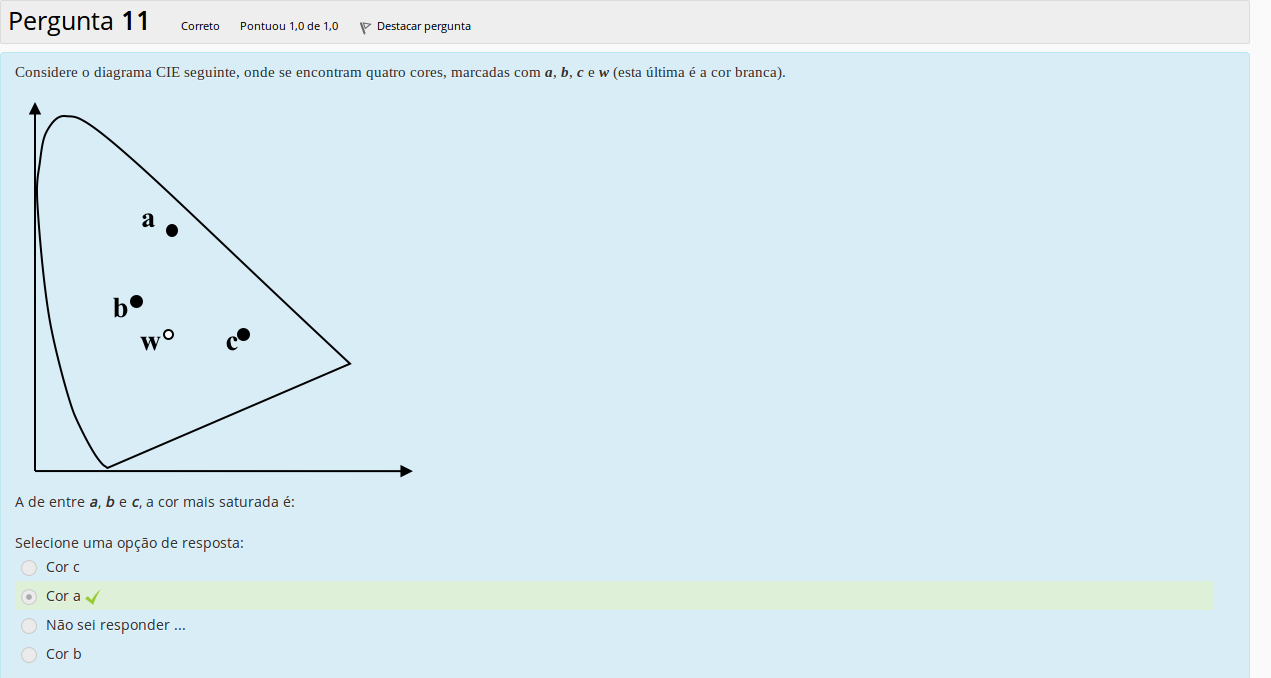 Pergunta 11 Correto Pontuou 1,0 de 1,0 Destacar pergunta
Considere o diagrama CIE seguinte, onde se encontram quatro cores, marcadas com a, b, c e w (esta última é a cor branca).
a
b
w c
A de entre a, b e c, a cor mais saturada é:
Selecione uma opção de resposta:
Cor c
Cor a
Não sei responder ...
Cor b